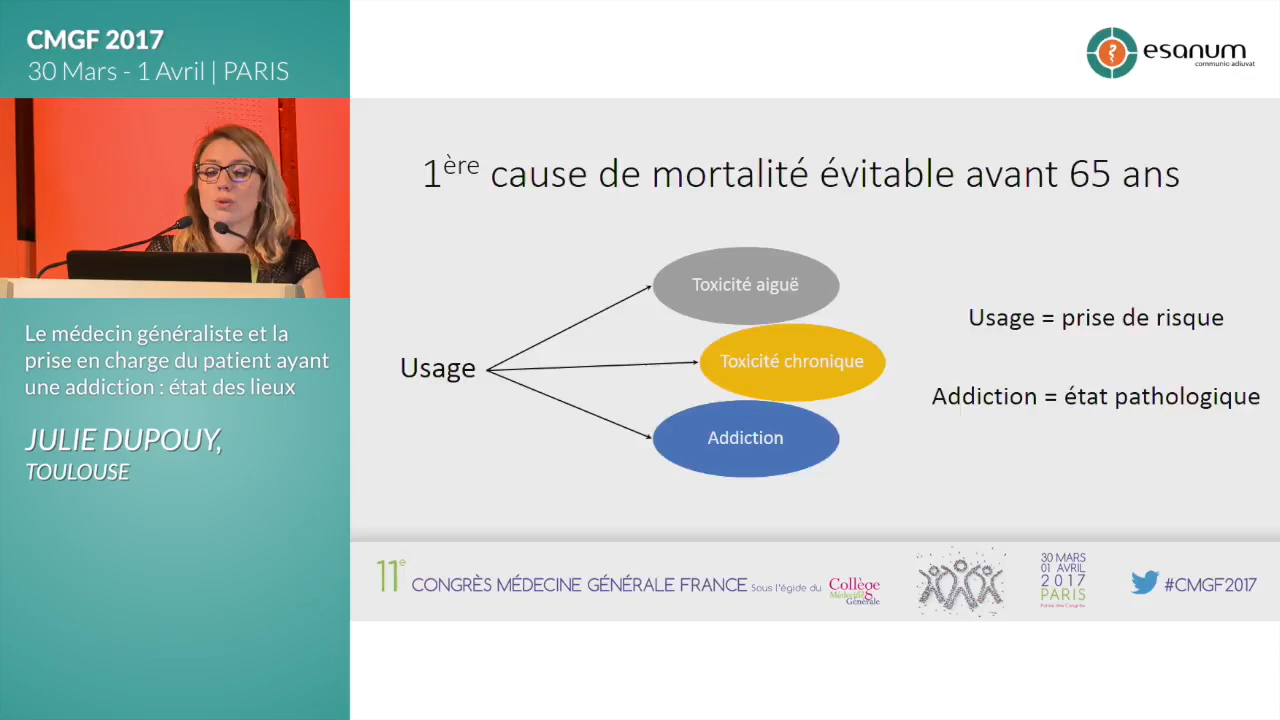 CMGF 2017
30 Mars - 1 Avril | PARIS
esanum
communio adiuvat
Le médecin généraliste et la
prise en charge du patient ayant
une addiction : état des lieux
JULIE DUPOUY,
TOULOUSE
1ère cause de mortalité évitable avant 65 ans
Usage
Toxicité aiguë
Toxicité chronique
Addiction
Usage = prise de risque
Addiction = état pathologique
11e CONGRÈS MÉDECINE GÉNÉRALE FRANCE Sous l'égide du
Collège
Générale
30 MARS
01 AVRIL
2017
PARIS
Palais des Congrès
#CMGF2017